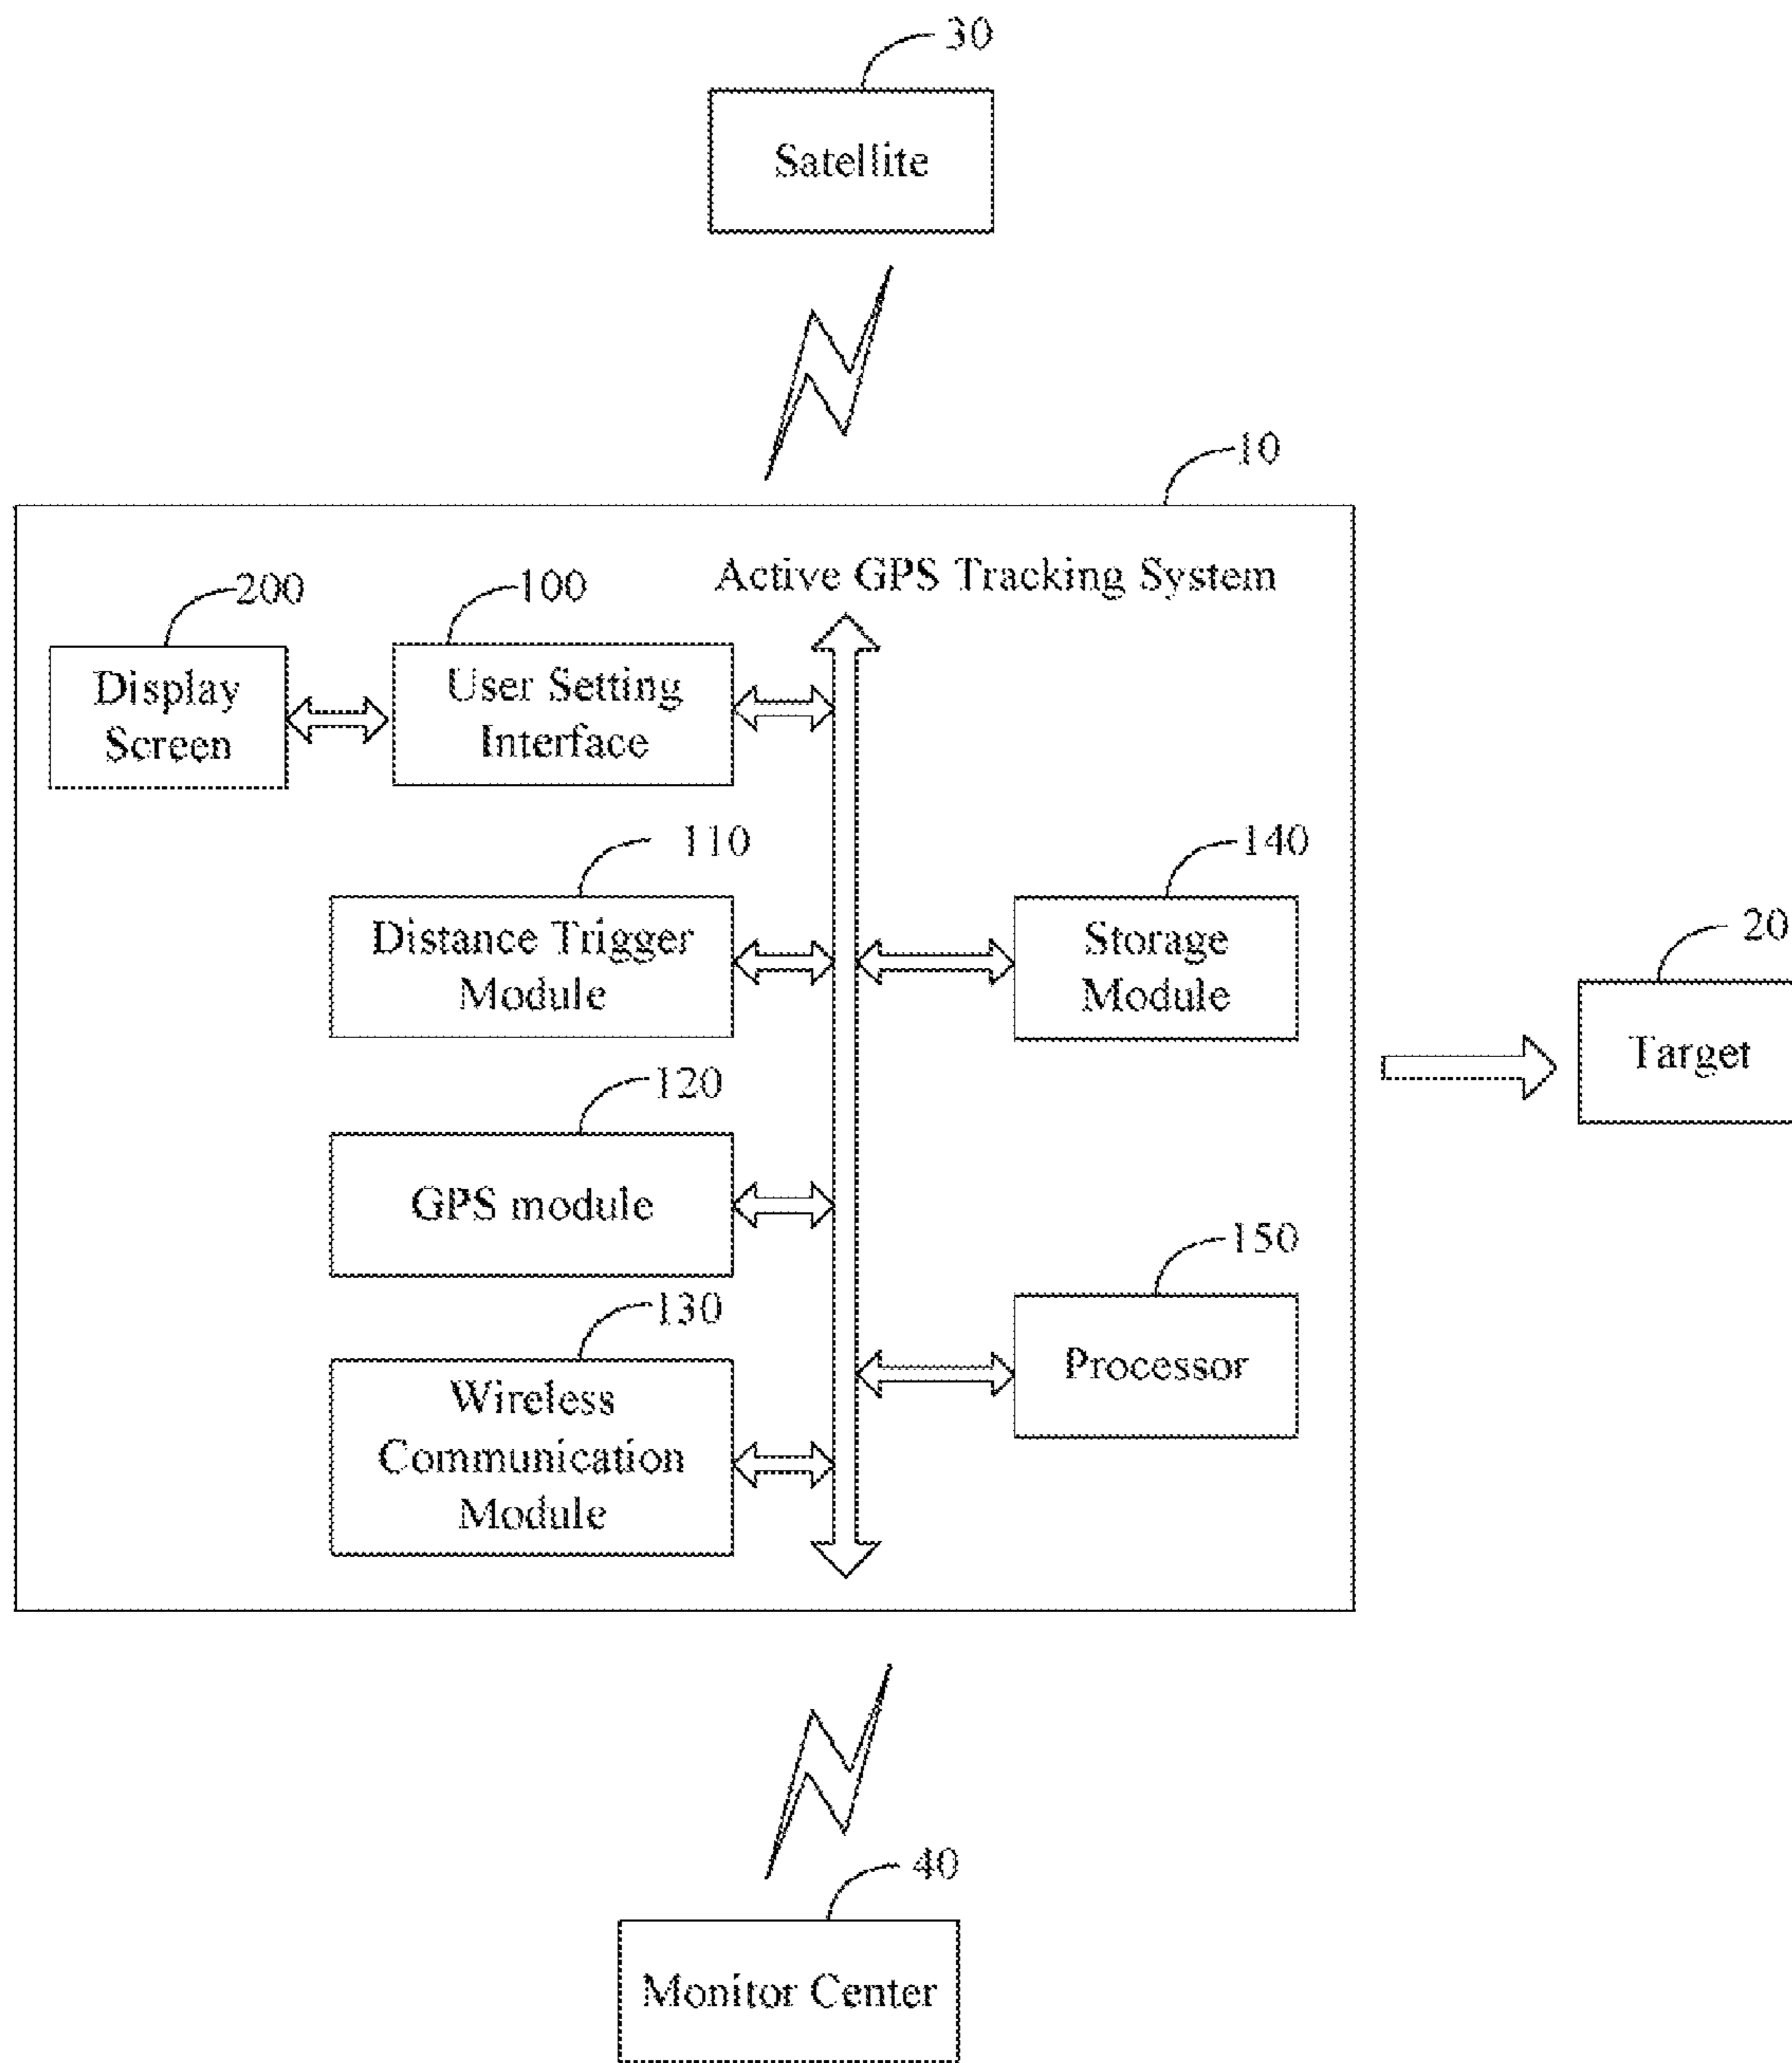 30
Satellite
10
Active GPS Tracking System
200
100
Display
Screen
User Setting
Interface
110
140
Distance Trigger
Module
Storage
Module
20
Target
120
GPS module
150
Processor
130
Wireless
Communication
Module
40
Monitor Center